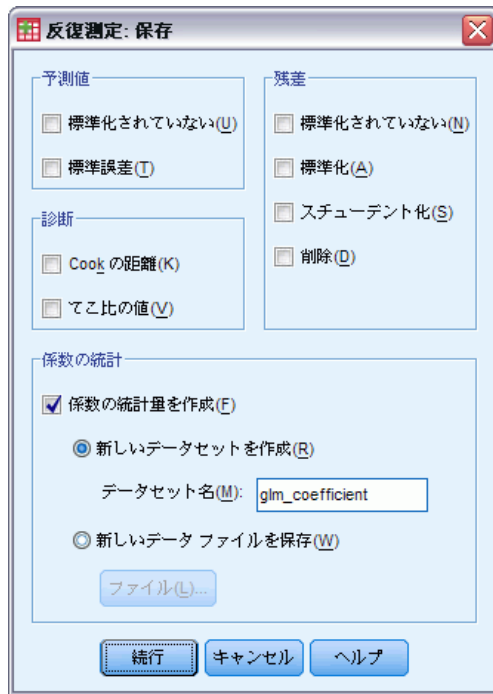 反復測定: 保存
予測値
標準化されていない(U)
標準誤差(T)
診断
Cook の距離(K)
てこ比の値(V)
残差
標準化されていない(N)
標準化(A)
スチューデント化(S)
削除(D)
係数の統計
係数の統計量を作成(F)
新しいデータセットを作成(R)
データセット名(M): glm_coefficient
新しいデータ ファイルを保存(W)
ファイル(L)...
続行 キャンセル ヘルプ